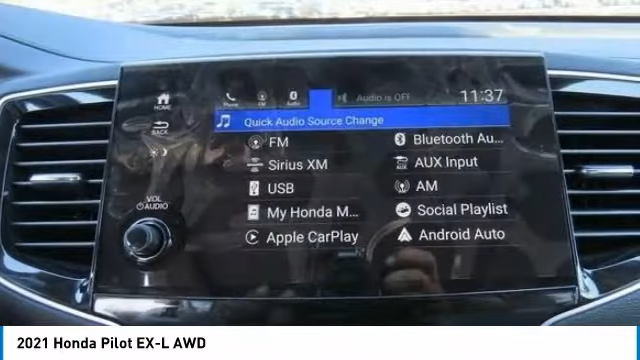 Audio is OFF 11:37
Phone FM Audio
HOME
Quick Audio Source Change
BACK
FM Bluetooth Au...
Sirius XM AUX Input
USB AM
VOL
AUDIO
My Honda M... Social Playlist
Apple CarPlay Android Auto
2021 Honda Pilot EX-L AWD